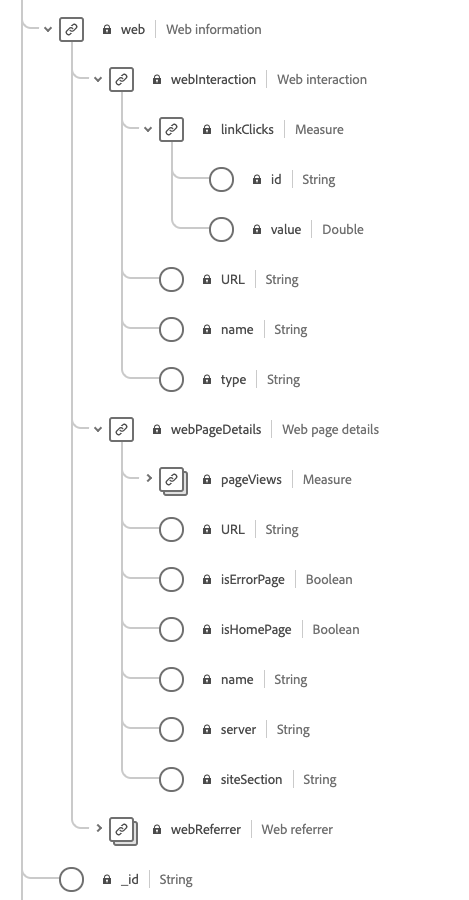 web Web information
webInteraction Web interaction
linkClicks Measure
id String
value Double
URL String
name String
type String
webPageDetails Web page details
pageViews Measure
URL String
isErrorPage Boolean
isHomePage Boolean
name String
server String
siteSection String
webReferrer Web referrer
_id String